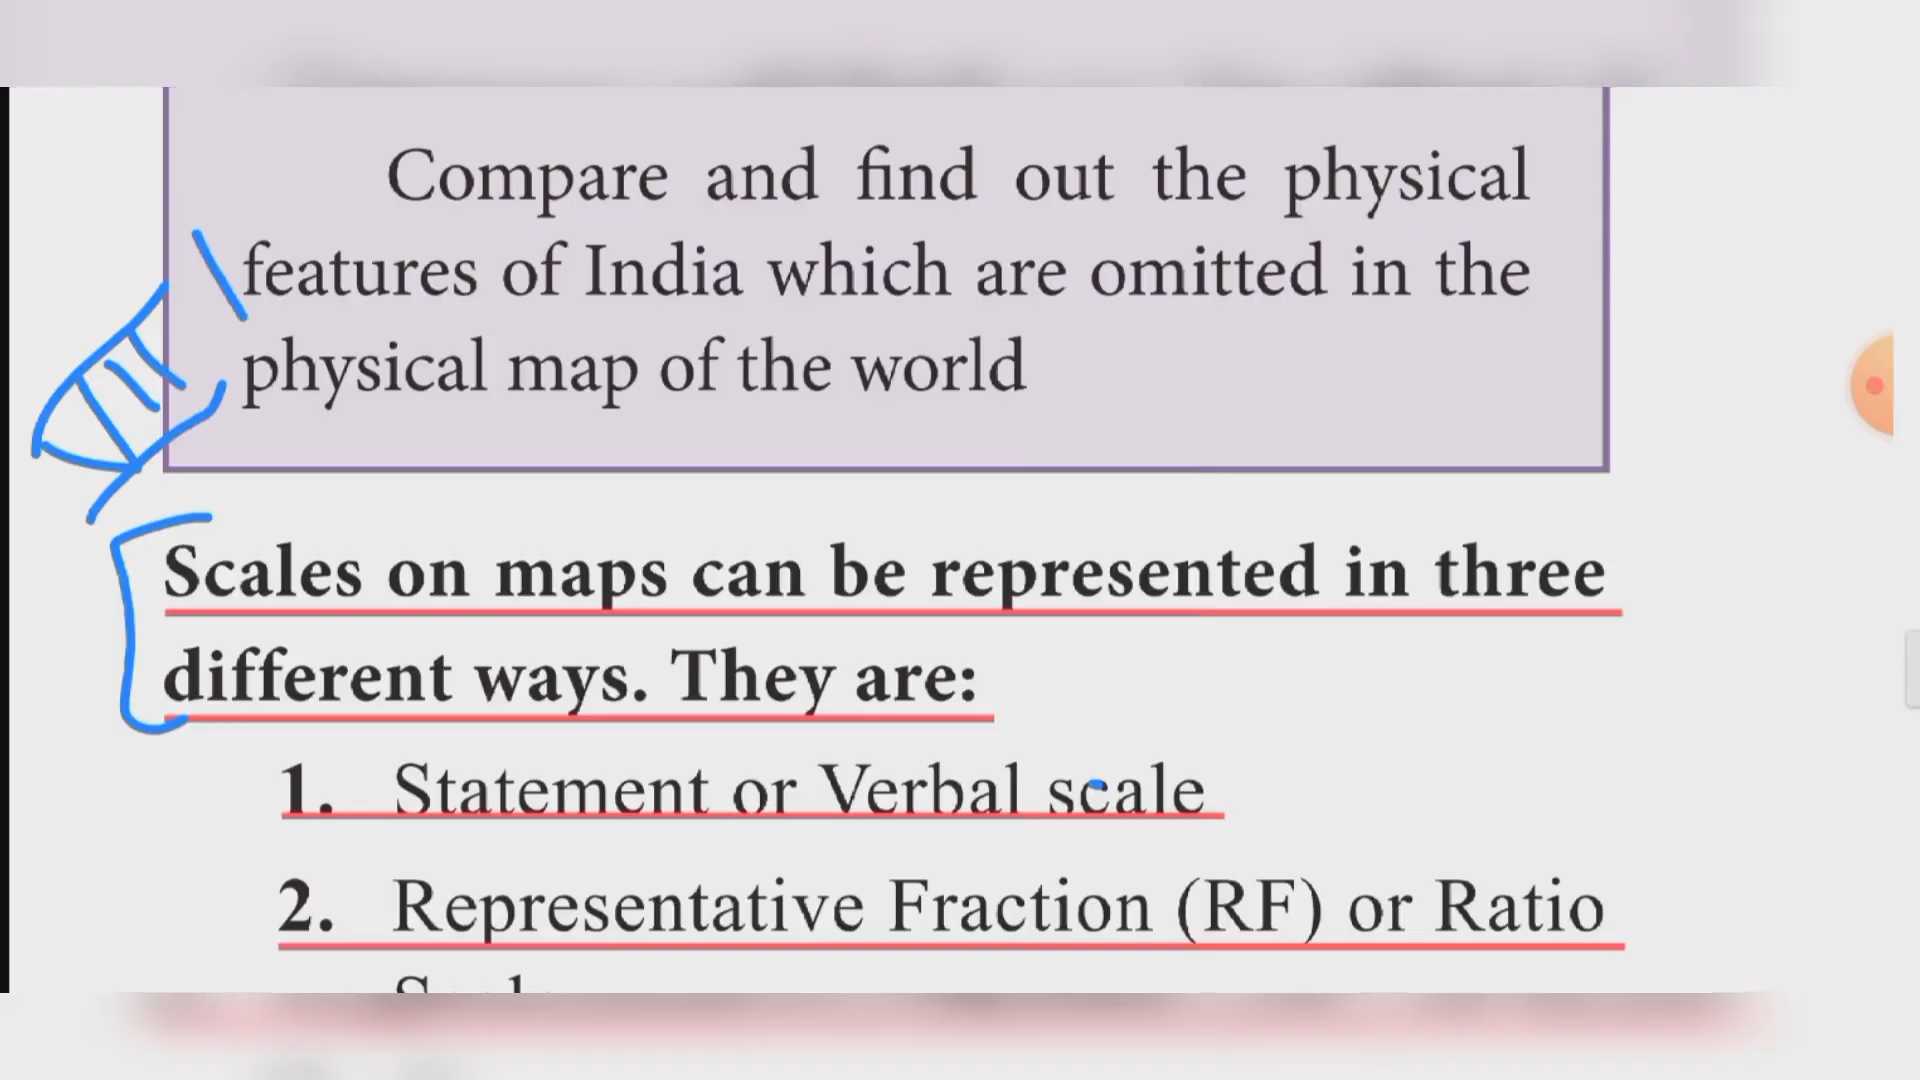 Compare and find out the physical
features of India which are omitted in the
physical map of the world
Scales on maps can be represented in three
different ways. They are:
1. Statement or Verbal scale
2. Representative Fraction (RF) or Ratio